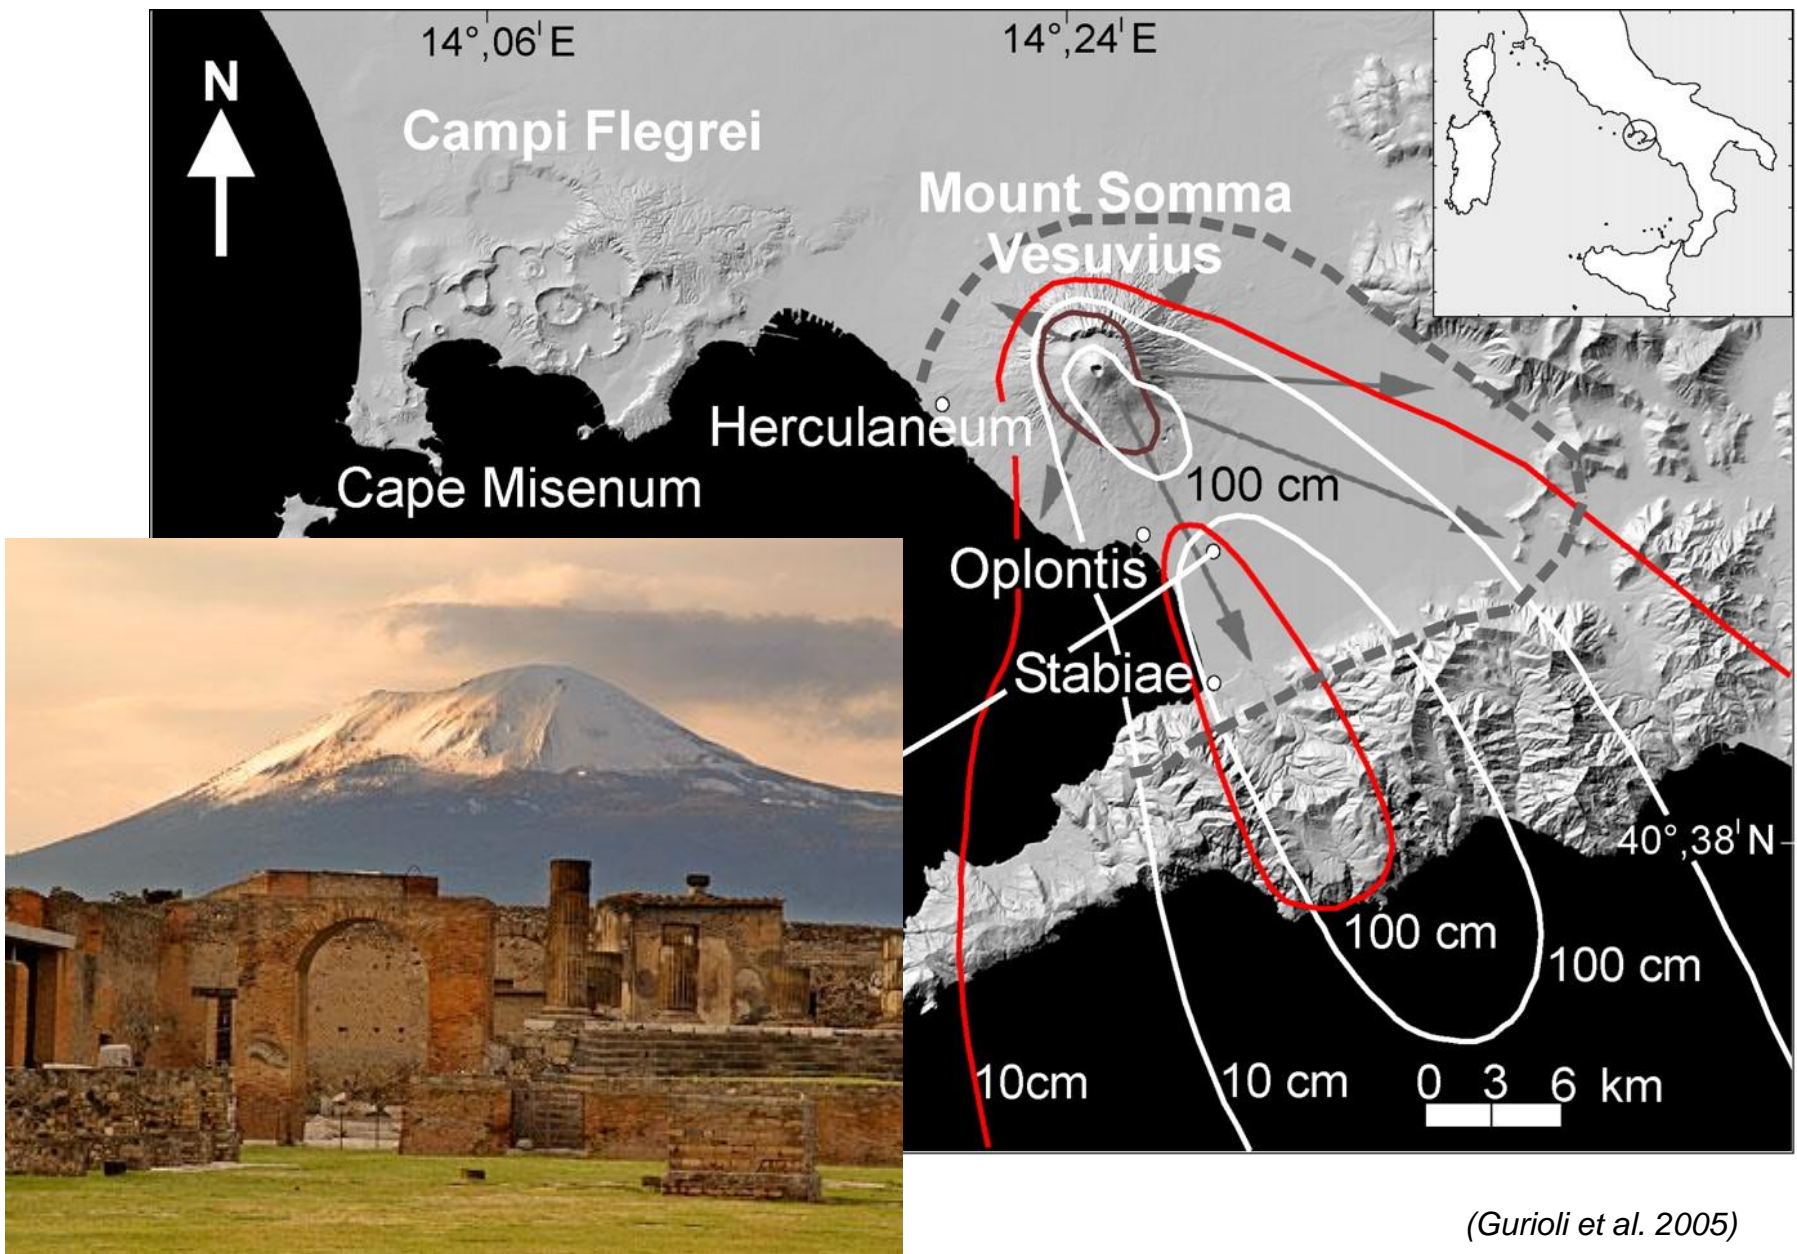 14°,06' E
14°,24' E
N
Campi Flegrei
Mount Somma
Vesuvius
Herculaneum
Cape Misenum
100 cm
Oplontis
Stabiae
40°,38' N
100 cm
100 cm
10cm
10 cm
0 3 6 km
(Gurioli et al. 2005)